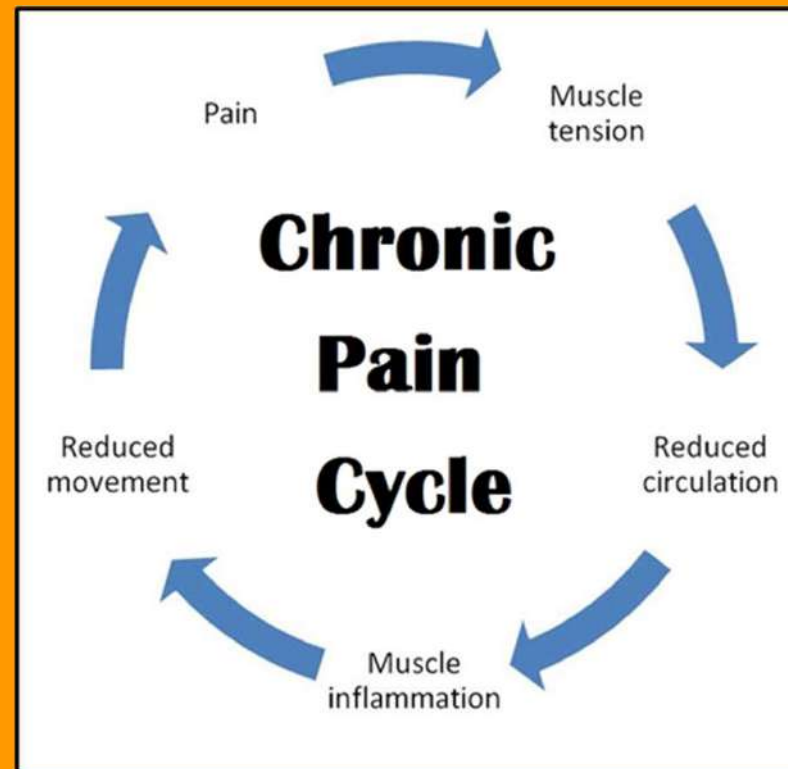 Chronic
Pain
Cycle
Pain
Muscle
tension
Reduced
circulation
Muscle
inflammation
Reduced
movement